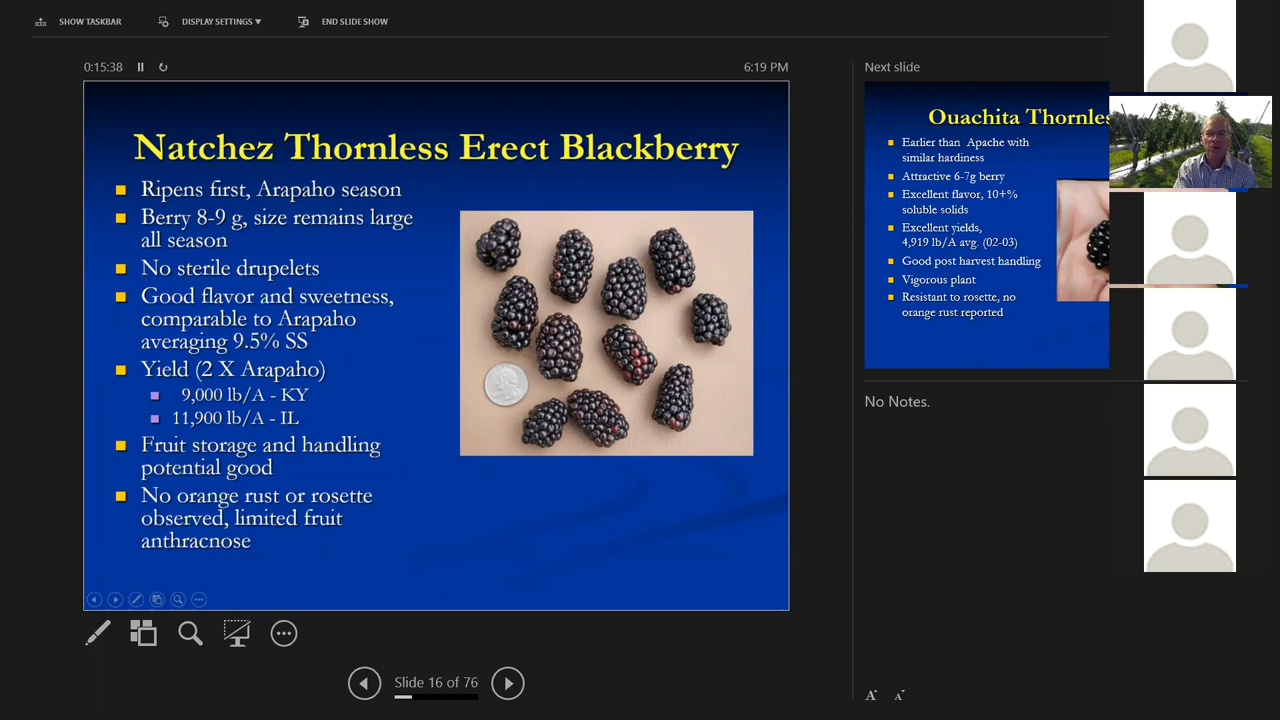 SHOW TASKBAR
DISPLAY SETTINGS ▼
END SLIDE SHOW
0:15:38
6:19 PM
Natchez Thornless Erect Blackberry
Ripens first, Arapaho season
Berry 8-9 g, size remains large
all season
No sterile drupelets
Good flavor and sweetness,
comparable to Arapaho
averaging 9.5% SS
Yield (2 X Arapaho)
9,000 lb/A - KY
11,900 lb/A - IL
Fruit storage and handling
potential good
No orange rust or rosette
observed, limited fruit
anthracnose
Slide 16 of 76
Next slide
Ouachita Thornles
Earlier than Apache with
similar hardiness
Attractive 6-7g berry
Excellent flavor, 10+%
soluble solids
Excellent yields,
4,919 lb/A avg. (02-03)
Good post harvest handling
Vigorous plant
Resistant to rosette, no
orange rust reported
No Notes.
A A